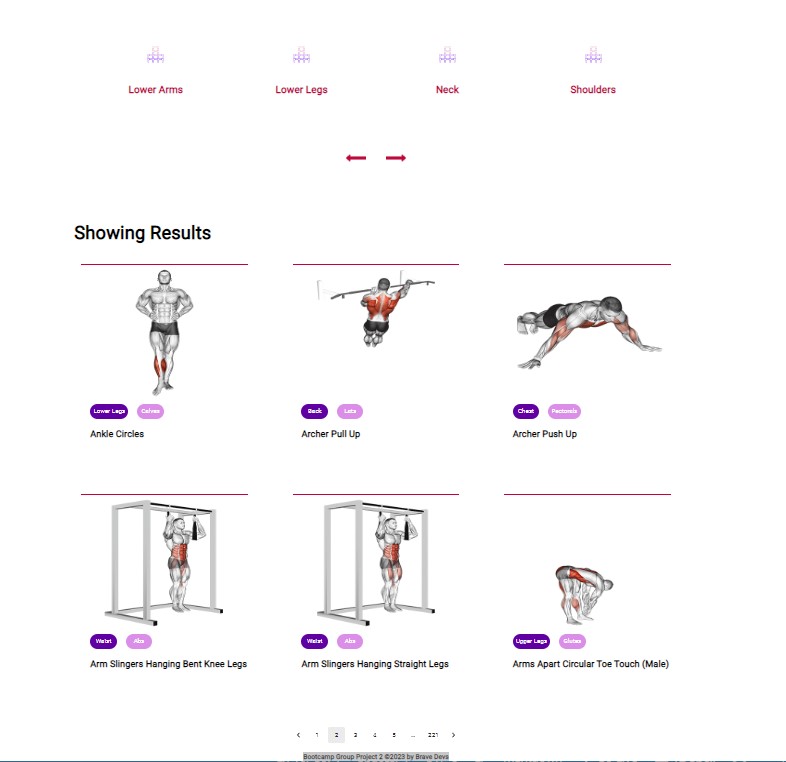 Lower Arms Lower Legs Neck Shoulders
Showing Results
Lower Legs Calves Back Lats Chest Pectorals
Ankle Circles Archer Pull Up Archer Push Up
Waist Abs Waist Abs Upper Legs Glutes
Arm Slingers Hanging Bent Knee Legs Arm Slingers Hanging Straight Legs Arms Apart Circular Toe Touch (Male)
‹ 1 2 3 4 5 … 221 ›
Bootcamp Group Project 2 ©2023 by Brave Devs